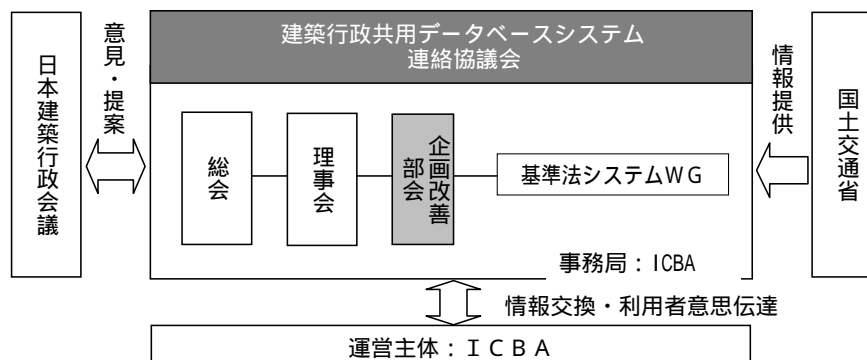 建築行政共用データベースシステム
連絡協議会
日本建築行政会議
意見・提案
総会
理事会
企画改善
部会
基準法システムWG
情報提供
国土交通省
事務局：ICBA
情報交換・利用者意思伝達
運営主体：ＩＣＢＡ